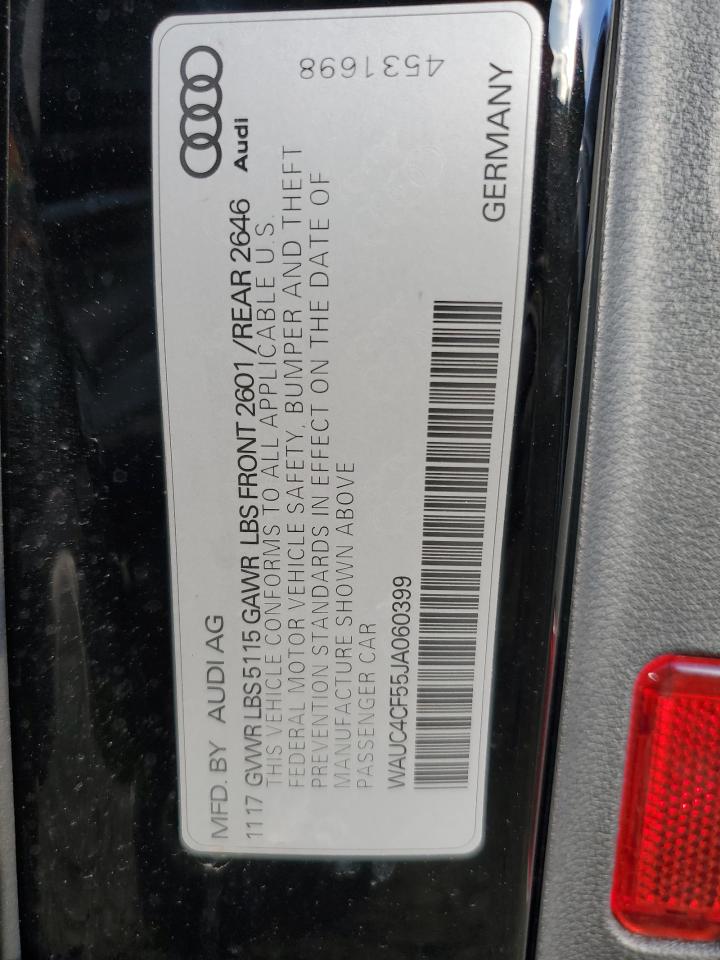 MFD. BY AUDI AG
11 17 GVWR LBS 5115 GAWR LBS FRONT 2601 /REAR 2646
THIS VEHICLE CONFORMS TO ALL APPLICABLE U.S.
FEDERAL MOTOR VEHICLE SAFETY, BUMPER AND THEFT
PREVENTION STANDARDS IN EFFECT ON THE DATE OF
MANUFACTURE SHOWN ABOVE
PASSENGER CAR
WAUC4CF55JA060399
Audi
4531698
GERMANY